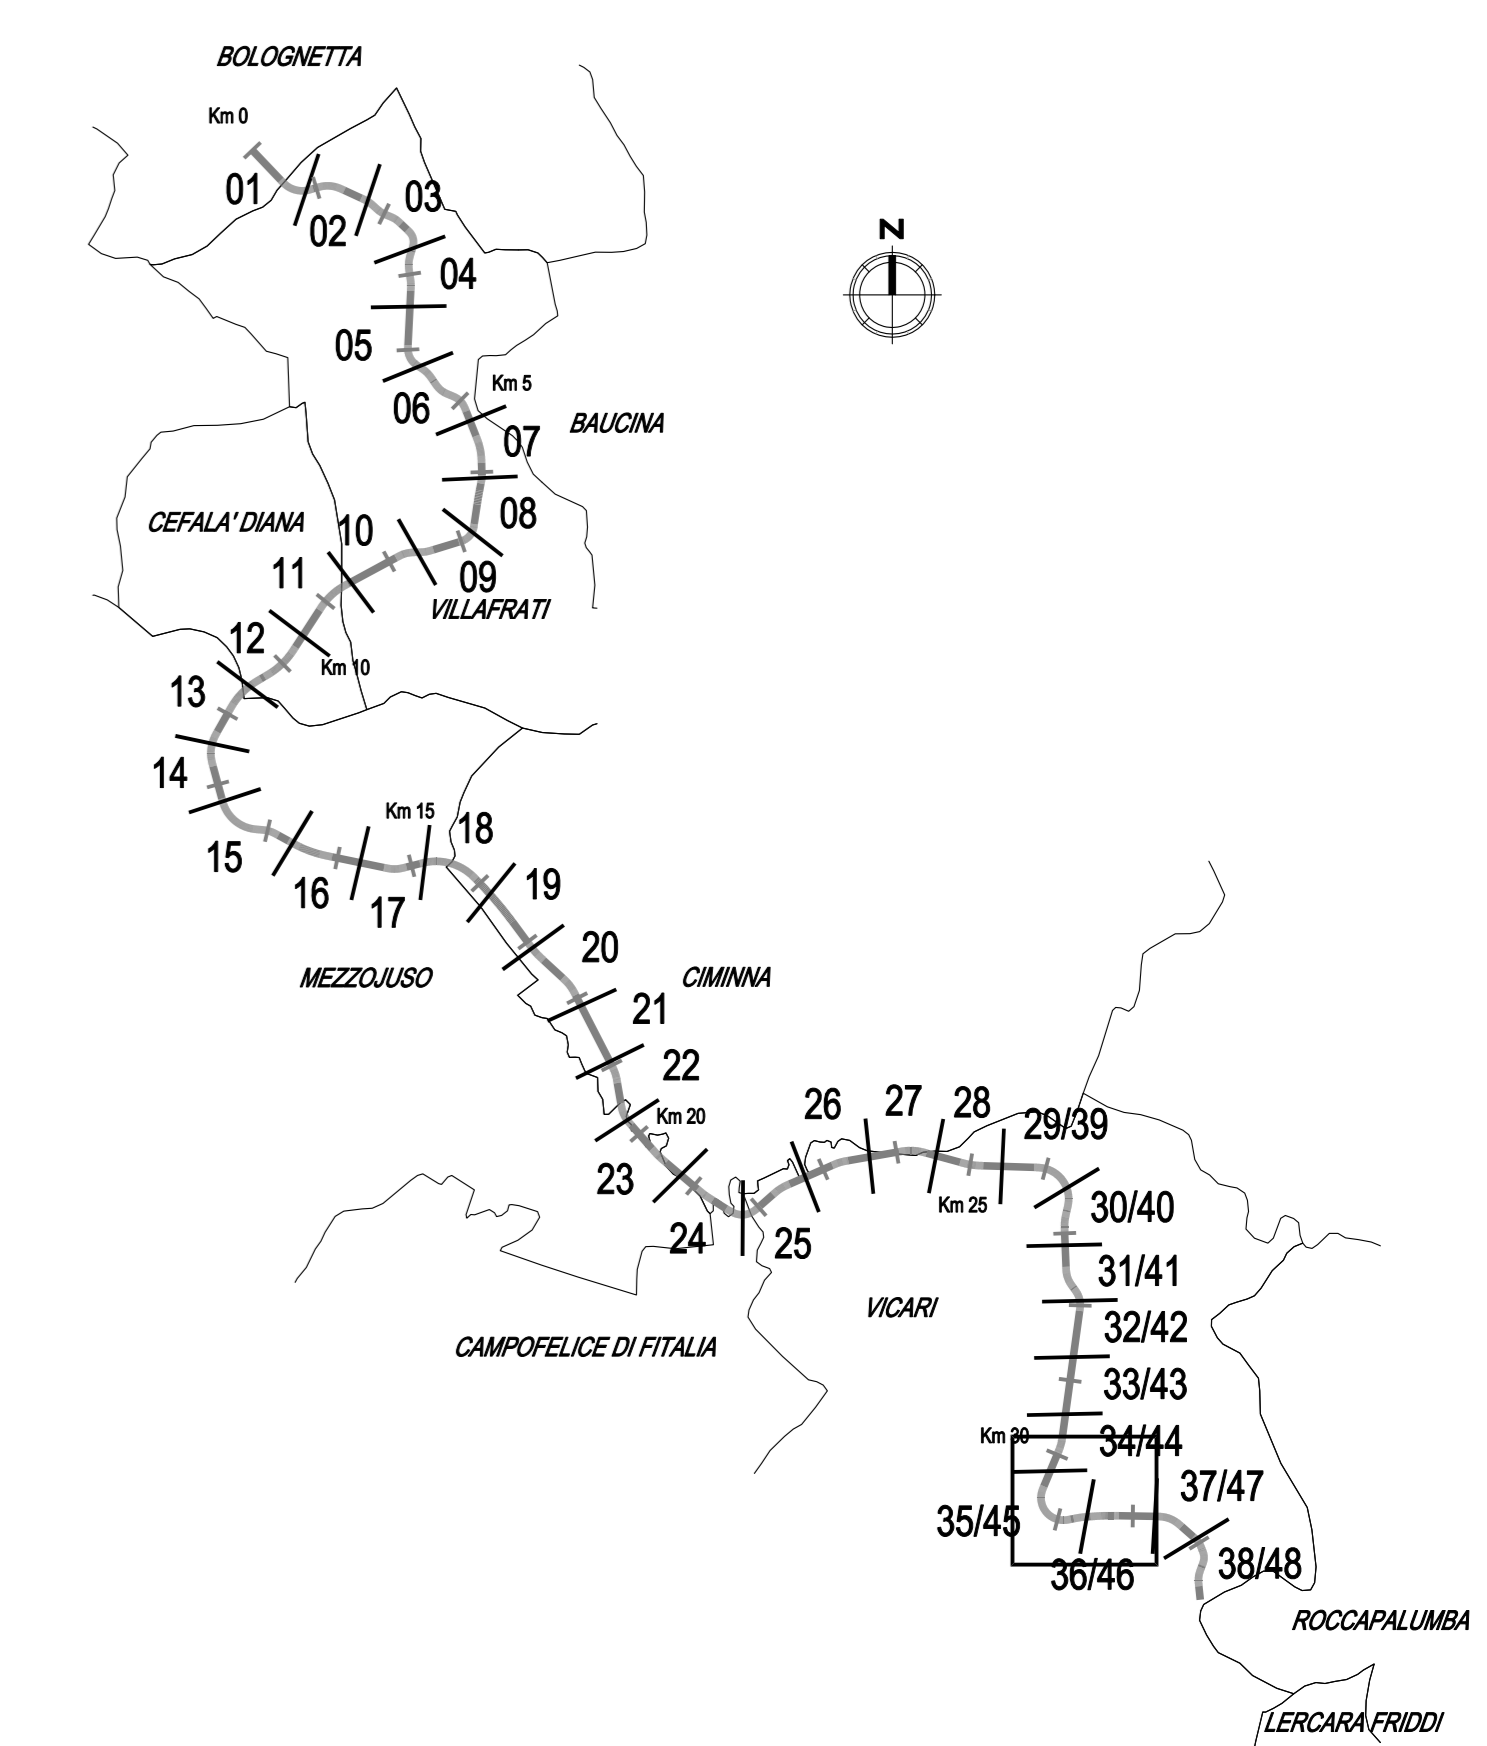 BOLOGNETTA
Km 0
01
02
03
N
04
05
Km 5
06
BAUCINA
07
08
CEFALA' DIANA
10
11
09
VILLAFRATI
12
Km 10
13
14
Km 15
18
15
16
17
19
20
MEZZOJUSO
CIMINNA
21
22
Km 20
26
27
28
29/39
23
Km 25
30/40
24
25
31/41
VICARI
32/42
CAMPOFELICE DI FITALIA
33/43
Km 30
34/44
37/47
35/45
36/46
38/48
ROCCAPALUMBA
LERCARA FRIDDI